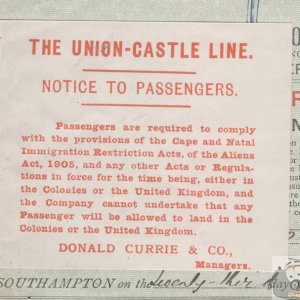 THE UNION-CASTLE LINE.
NOTICE TO PASSENGERS.
Passengers are required to comply
with the provisions of the Cape and Natal
Immigration Restriction Acts, of the Aliens
Act, 1905, and any other Acts or Regula-
tions in force for the time being, either in
the Colonies or the United Kingdom, and
the Company cannot undertake that any
Passenger will be allowed to land in the
Colonies or the United Kingdom.
DONALD CURRIE & CO.,
Managers.
SOUTHAMPTON on the twenty-
day